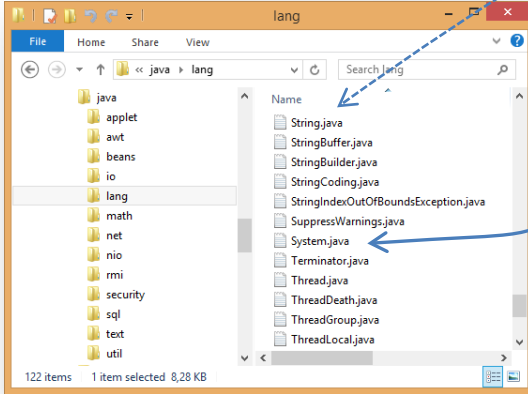 lang
File Home Share View
« java lang
Search lang
java
applet
awt
beans
io
lang
math
net
nio
rmi
security
sql
text
util
Name
String.java
StringBuffer.java
StringBuilder.java
StringCoding.java
StringIndexOutOfBoundsException.java
SuppressWarnings.java
System.java
Terminator.java
Thread.java
ThreadDeath.java
ThreadGroup.java
ThreadLocal.java
122 items 1 item selected 8,28 KB